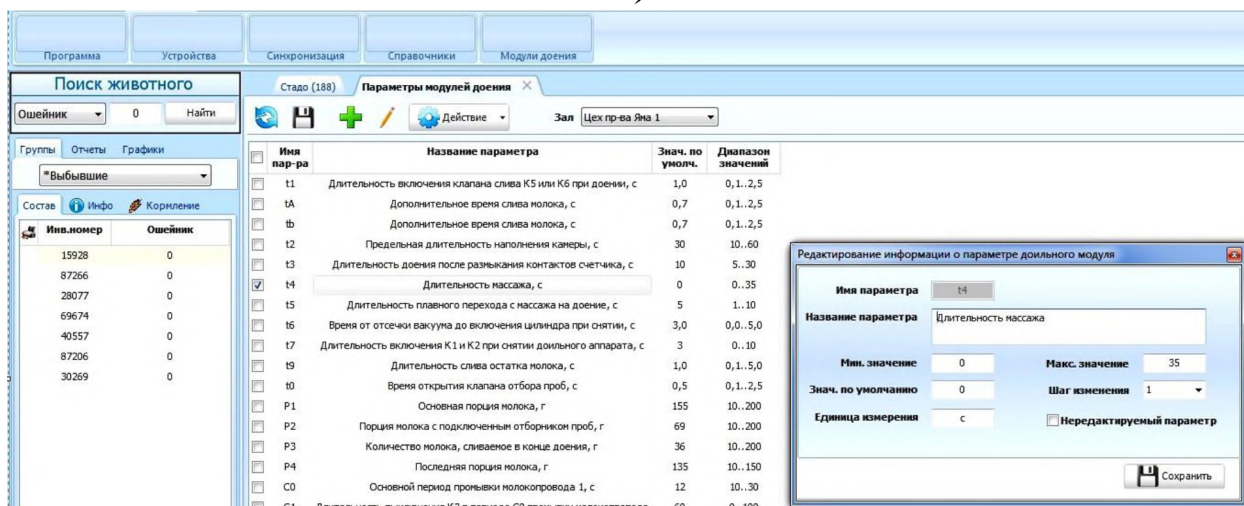 Программа Устройства Синхронизация Справочники Модули доения
Поиск животного
Ошейник 0 Найти
Группы Отчеты Графики
*Выбывшие
Состав Инфо Кормление
Инв.номер Ошейник
15928 0
87266 0
28077 0
69674 0
40557 0
87206 0
30269 0
Стадо (188) Параметры модулей доения
Действие Зал Цех пр-ва Яма 1
Имя пар-ра Название параметра Знач. по умолч. Диапазон значений
t1 Длительность включения клапана слива К5 или К6 при доении, с 1,0 0,1..2,5
tA Дополнительное время слива молока, с 0,7 0,1..2,5
tb Дополнительное время слива молока, с 0,7 0,1..2,5
t2 Предельная длительность наполнения камеры, с 30 10..60
t3 Длительность доения после размыкания контактов счетчика, с 10 5..30
t4 Длительность массажа, с 0 0..35
t5 Длительность плавного перехода с массажа на доение, с 5 1..10
t6 Время от отсечки вакуума до включения цилиндра при снятии, с 3,0 0,0..5,0
t7 Длительность включения К1 и К2 при снятии доильного аппарата, с 3 0..10
t9 Длительность слива остатка молока, с 1,0 0,1..5,0
t0 Время открытия клапана отбора проб, с 0,5 0,1..2,5
P1 Основная порция молока, г 155 10..200
P2 Порция молока с подключенным отборником проб, г 69 10..200
P3 Количество молока, сливаемое в конце доения, г 36 10..200
P4 Последняя порция молока, г 135 10..150
C0 Основной период промывки молокопровода 1, с 12 10..30
Редактирование информации о параметре доильного модуля
Имя параметра t4
Название параметра Длительность массажа
Мин. значение 0 Макс. значение 35
Знач. по умолчанию 0 Шаг изменения 1
Единица измерения с Нередактируемый параметр
Сохранить